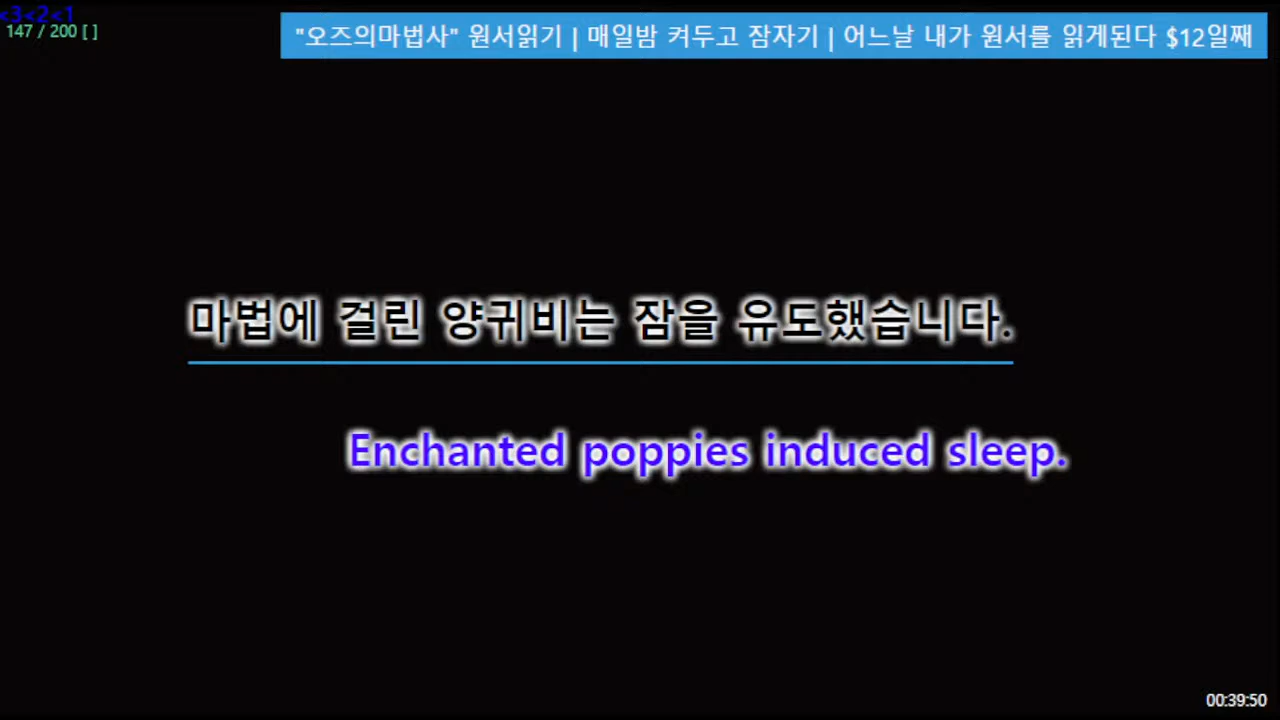 <3<2<1
147 / 200 [ ]
"오즈의마법사" 원서읽기 | 매일밤 켜두고 잠자기 | 어느날 내가 원서를 읽게된다 $12일째
마법에 걸린 양귀비는 잠을 유도했습니다.
Enchanted poppies induced sleep.
00:39:50